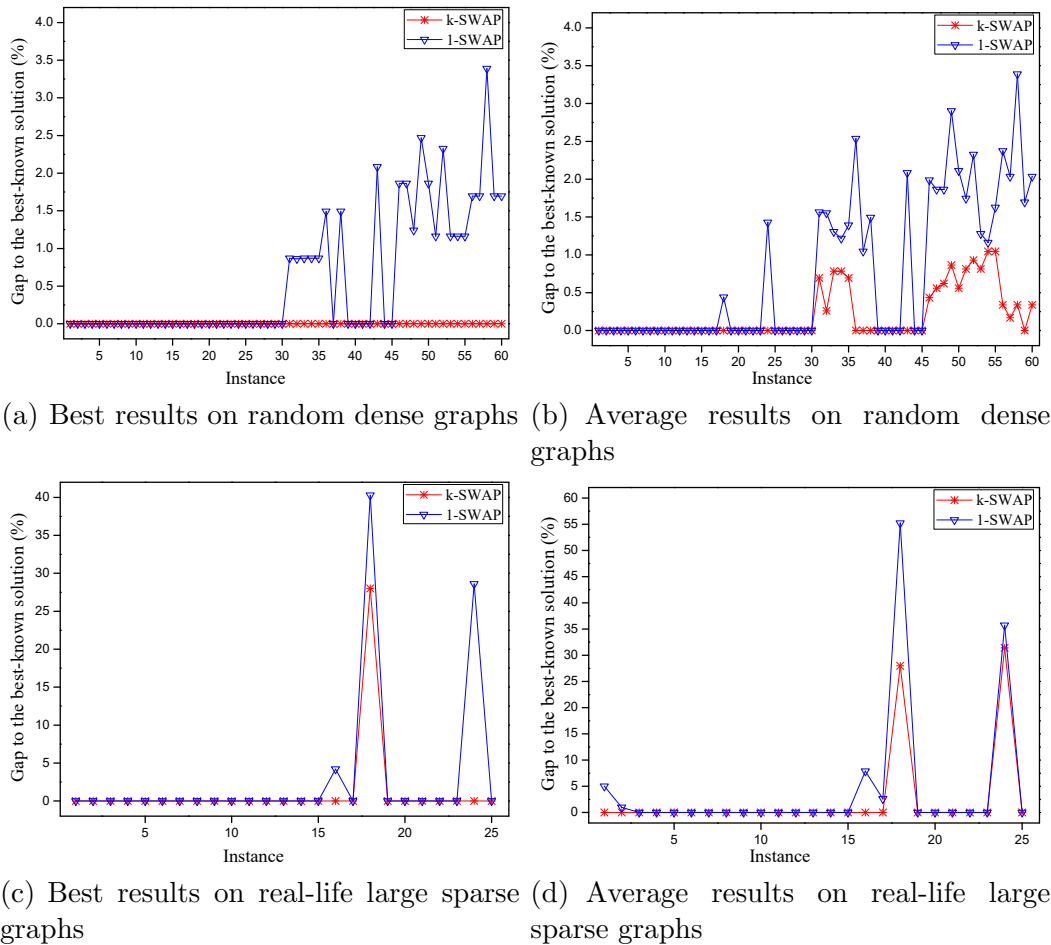 k-SWAP
1-SWAP
Gap to the best-known solution (%)
4.0
3.5
3.0
2.5
2.0
1.5
1.0
0.5
0.0
5 10 15 20 25 30 35 40 45 50 55 60
Instance
k-SWAP
1-SWAP
Gap to the best-known solution (%)
4.0
3.5
3.0
2.5
2.0
1.5
1.0
0.5
0.0
5 10 15 20 25 30 35 40 45 50 55 60
Instance
(a) Best results on random dense graphs
(b) Average results on random dense
graphs
k-SWAP
1-SWAP
Gap to the best-known solution (%)
40
35
30
25
20
15
10
5
0
5 10 15 20 25
Instance
k-SWAP
1-SWAP
Gap to the best-known solution (%)
60
55
50
45
40
35
30
25
20
15
10
5
0
5 10 15 20 25
Instance
(c) Best results on real-life large sparse
graphs
(d) Average results on real-life large
sparse graphs